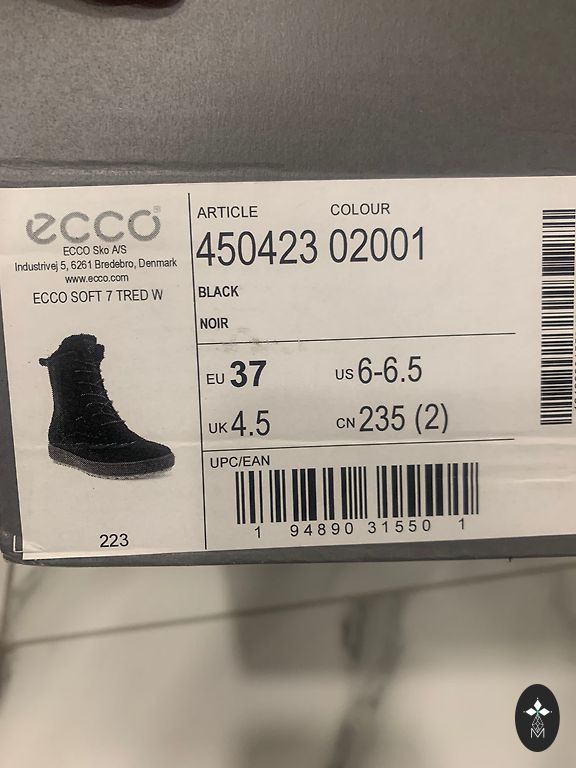 ecco®
ECCO Sko A/S
Industrivej 5, 6261 Bredebro, Denmark
www.ecco.com
ECCO SOFT 7 TRED W
223
ARTICLE COLOUR
450423 02001
BLACK
NOIR
EU 37 US 6-6.5
UK 4.5 CN 235 (2)
UPC/EAN
1 94890 31550 1
M